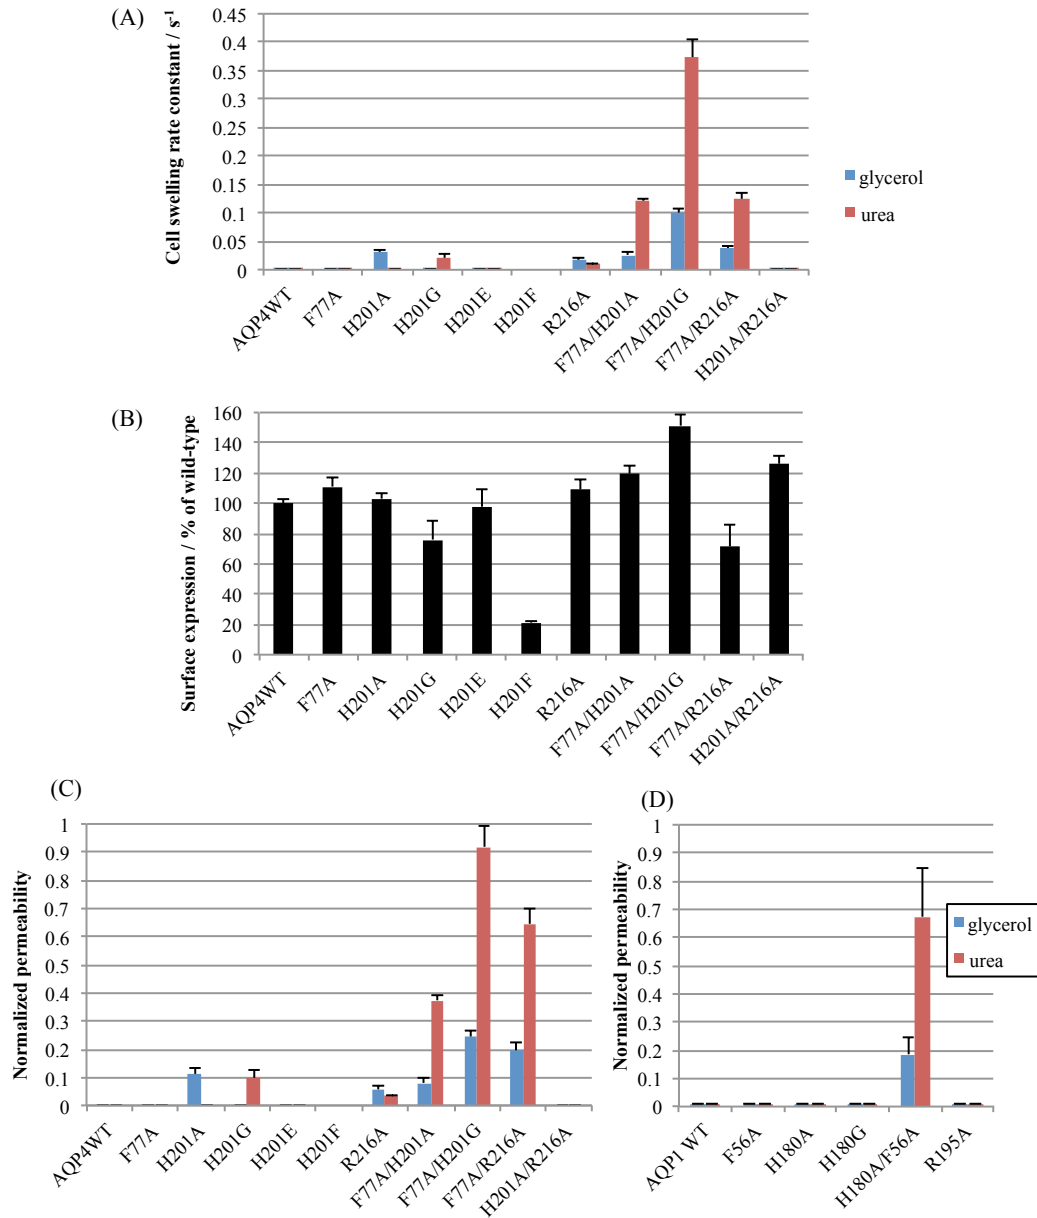 (A)
Cell swelling rate constant / s-1
0.45
0.4
0.35
0.3
0.25
0.2
0.15
0.1
0.05
0
AQP4WT
F77A
H201A
H201G
H201E
H201F
R216A
F77A/H201A
F77A/H201G
F77A/R216A
H201A/R216A
glycerol
urea
(B)
Surface expression / % of wild-type
160
140
120
100
80
60
40
20
0
AQP4WT
F77A
H201A
H201G
H201E
H201F
R216A
F77A/H201A
F77A/H201G
F77A/R216A
H201A/R216A
(C)
Normalized permeability
1
0.9
0.8
0.7
0.6
0.5
0.4
0.3
0.2
0.1
0
AQP4WT
F77A
H201A
H201G
H201E
H201F
R216A
F77A/H201A
F77A/H201G
F77A/R216A
H201A/R216A
(D)
Normalized permeability
1
0.9
0.8
0.7
0.6
0.5
0.4
0.3
0.2
0.1
0
AQP1 WT
F56A
H180A
H180G
H180A/F56A
R195A
glycerol
urea